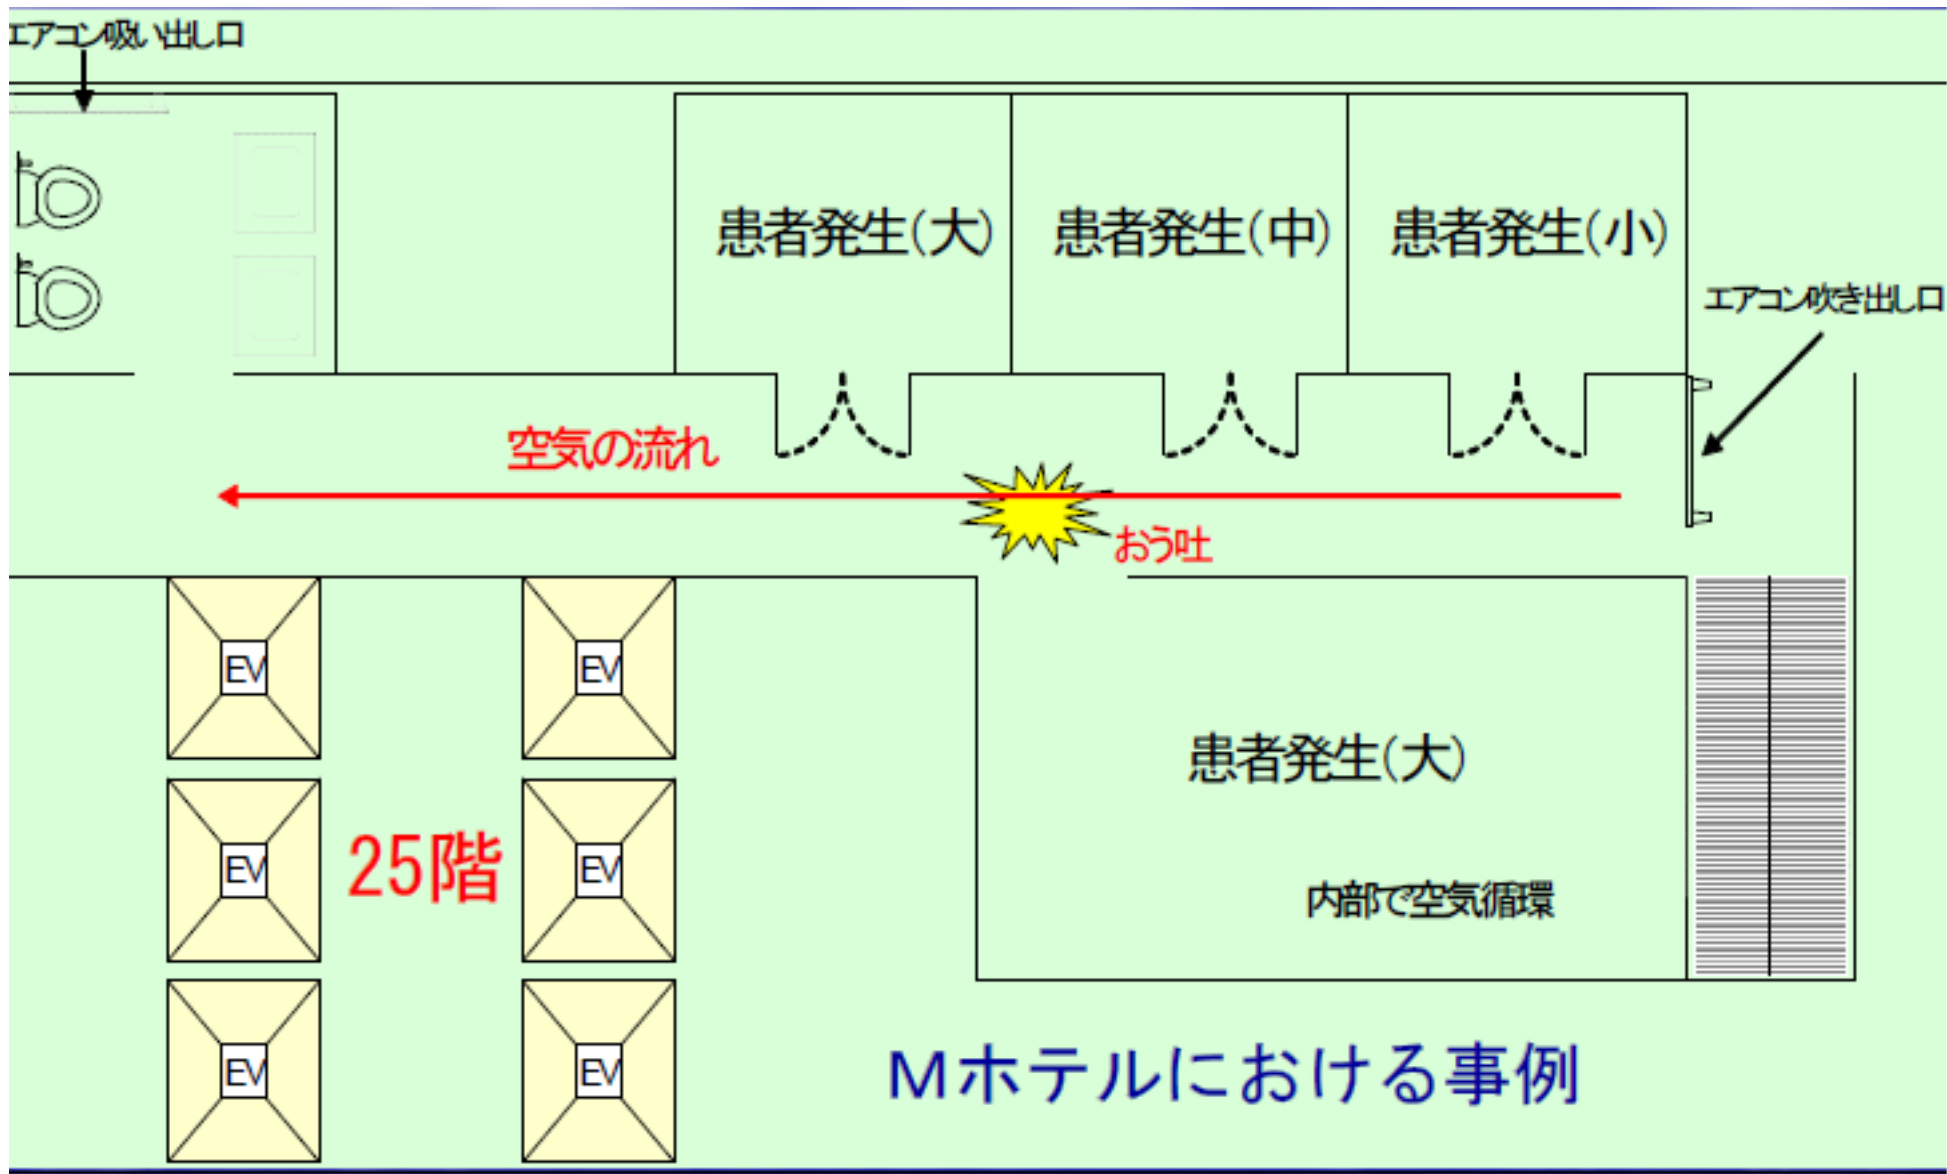 エアコン吸い出し口
患者発生(大)
患者発生(中)
患者発生(小)
エアコン吹き出し口
空気の流れ
おう吐
EV
EV
患者発生(大)
25階
EV
EV
内部で空気循環
EV
EV
Mホテルにおける事例